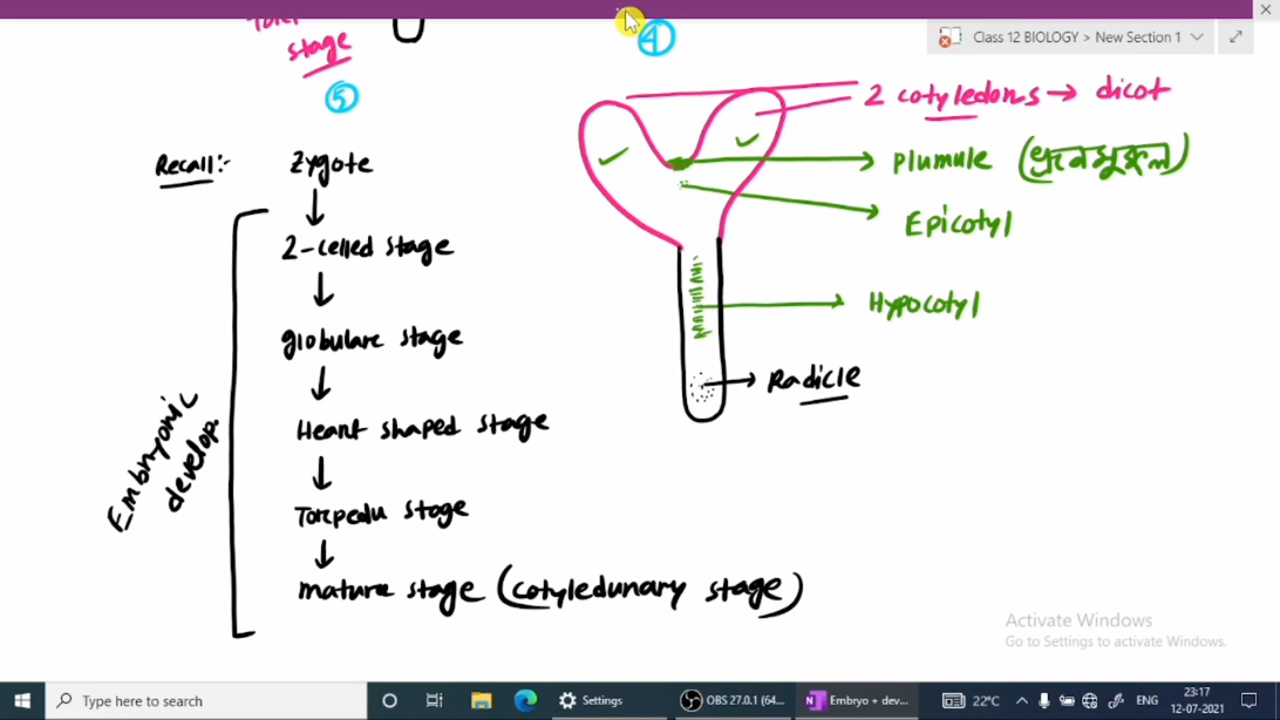 stage
④
⑤
Class 12 BIOLOGY > New Section 1
2 cotyledons → dicot
Plumule
Epicotyl
Hypocotyl
Radicle
Recall:-
Zygote
2-celled stage
globular stage
Heart shaped stage
Torpedu stage
mature stage (cotyledunary stage)
Embryonic
develop.
Activate Windows
Go to Settings to activate Windows.
Type here to search
Settings
OBS 27.0.1 (64...
Embryo + dev...
22°C
ENG
23:17
12-07-2021